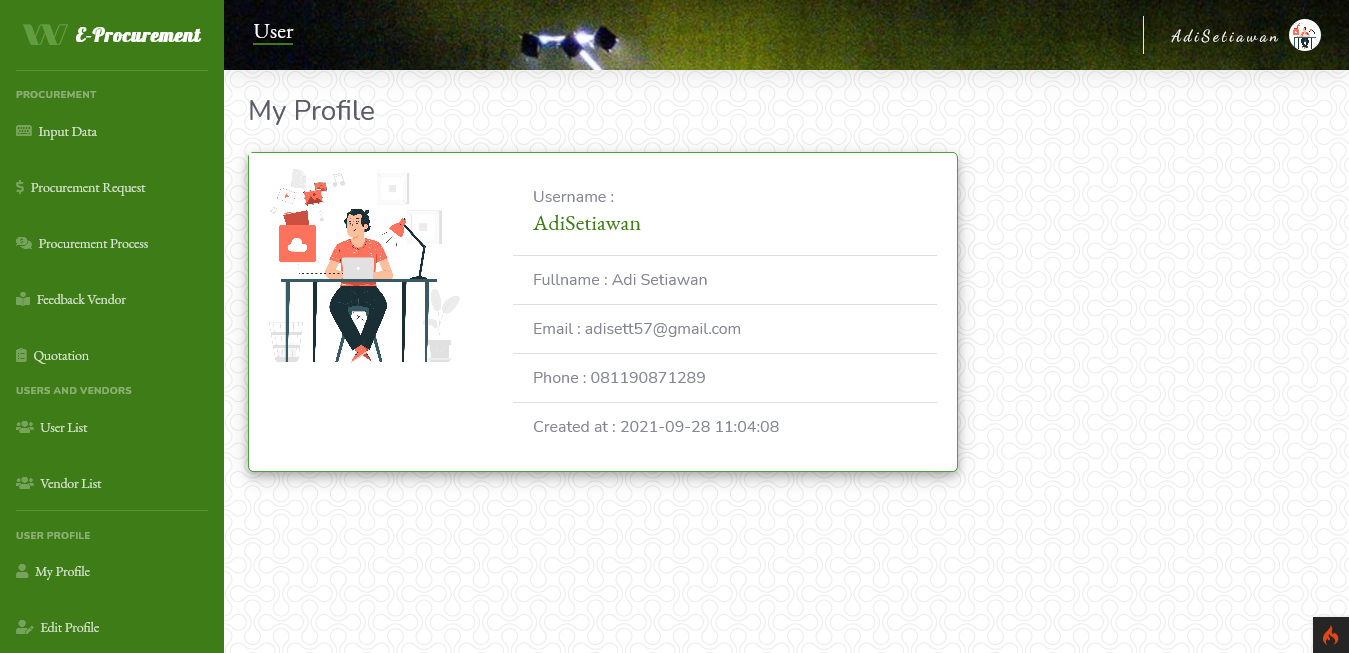 W E-Procurement
User
AdiSetiawan
PROCUREMENT
Input Data
Procurement Request
Procurement Process
Feedback Vendor
Quotation
USERS AND VENDORS
User List
Vendor List
USER PROFILE
My Profile
Edit Profile
My Profile
Username :
AdiSetiawan
Fullname : Adi Setiawan
Email : adisett57@gmail.com
Phone : 081190871289
Created at : 2021-09-28 11:04:08